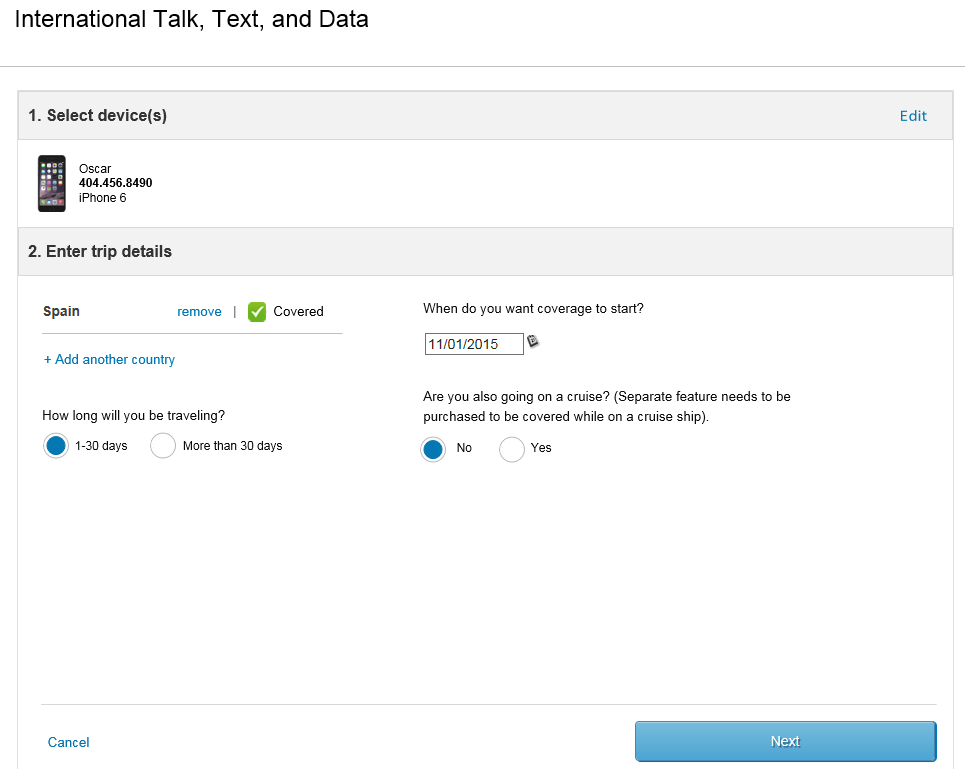 International Talk, Text, and Data
1. Select device(s)
Edit
Oscar
404.456.8490
iPhone 6
2. Enter trip details
Spain remove | Covered
+ Add another country
How long will you be traveling?
1-30 days More than 30 days
When do you want coverage to start?
11/01/2015
Are you also going on a cruise? (Separate feature needs to be
purchased to be covered while on a cruise ship).
No Yes
Cancel
Next